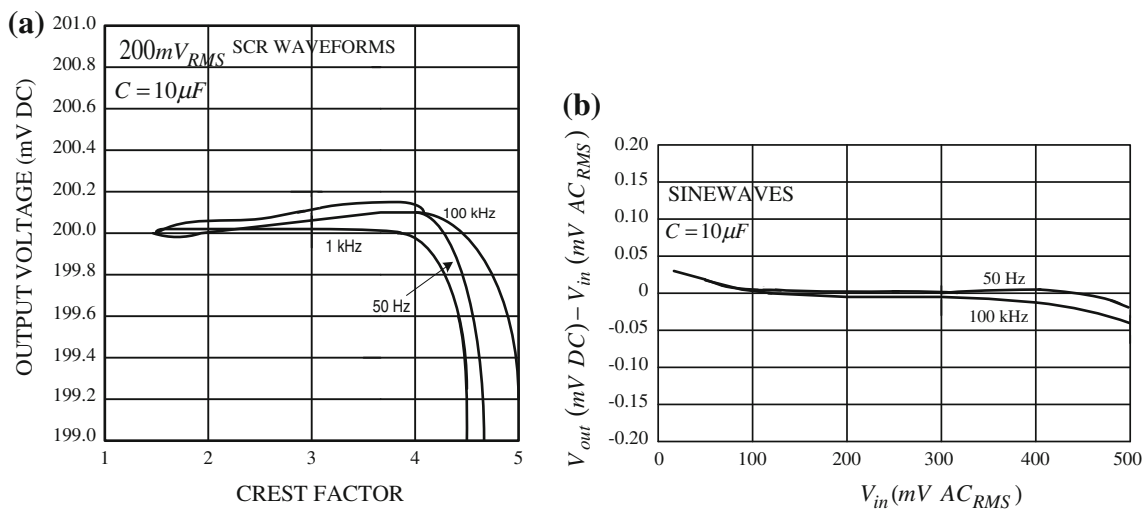 (a)
OUTPUT VOLTAGE (mV DC)
201.0
200.8
200.6
200.4
200.2
200.0
199.8
199.6
199.4
199.2
199.0
200mV_RMS SCR WAVEFORMS
C = 10μF
100 kHz
1 kHz
50 Hz
1 2 3 4 5
CREST FACTOR
(b)
V_out (mV DC) – V_in (mV AC_RMS)
0.20
0.15
0.10
0.05
0
-0.05
-0.10
-0.15
-0.20
SINEWAVES
C = 10μF
50 Hz
100 kHz
0 100 200 300 400 500
V_in (mV AC_RMS)